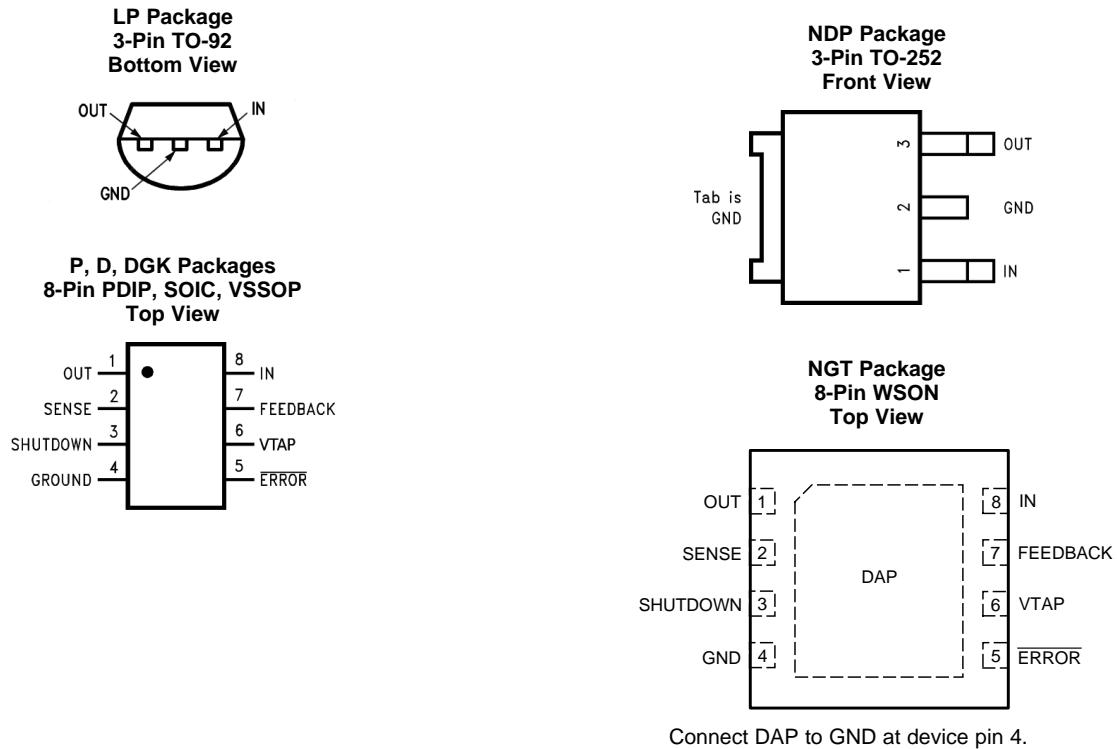 LP Package
3-Pin TO-92
Bottom View
OUT
IN
GND
P, D, DGK Packages
8-Pin PDIP, SOIC, VSSOP
Top View
OUT 1
8 IN
SENSE 2
7 FEEDBACK
SHUTDOWN 3
6 VTAP
GROUND 4
5 ERROR
NDP Package
3-Pin TO-252
Front View
Tab is
GND
3 OUT
2 GND
1 IN
NGT Package
8-Pin WSON
Top View
OUT 1
8 IN
SENSE 2
7 FEEDBACK
DAP
SHUTDOWN 3
6 VTAP
GND 4
5 ERROR
Connect DAP to GND at device pin 4.